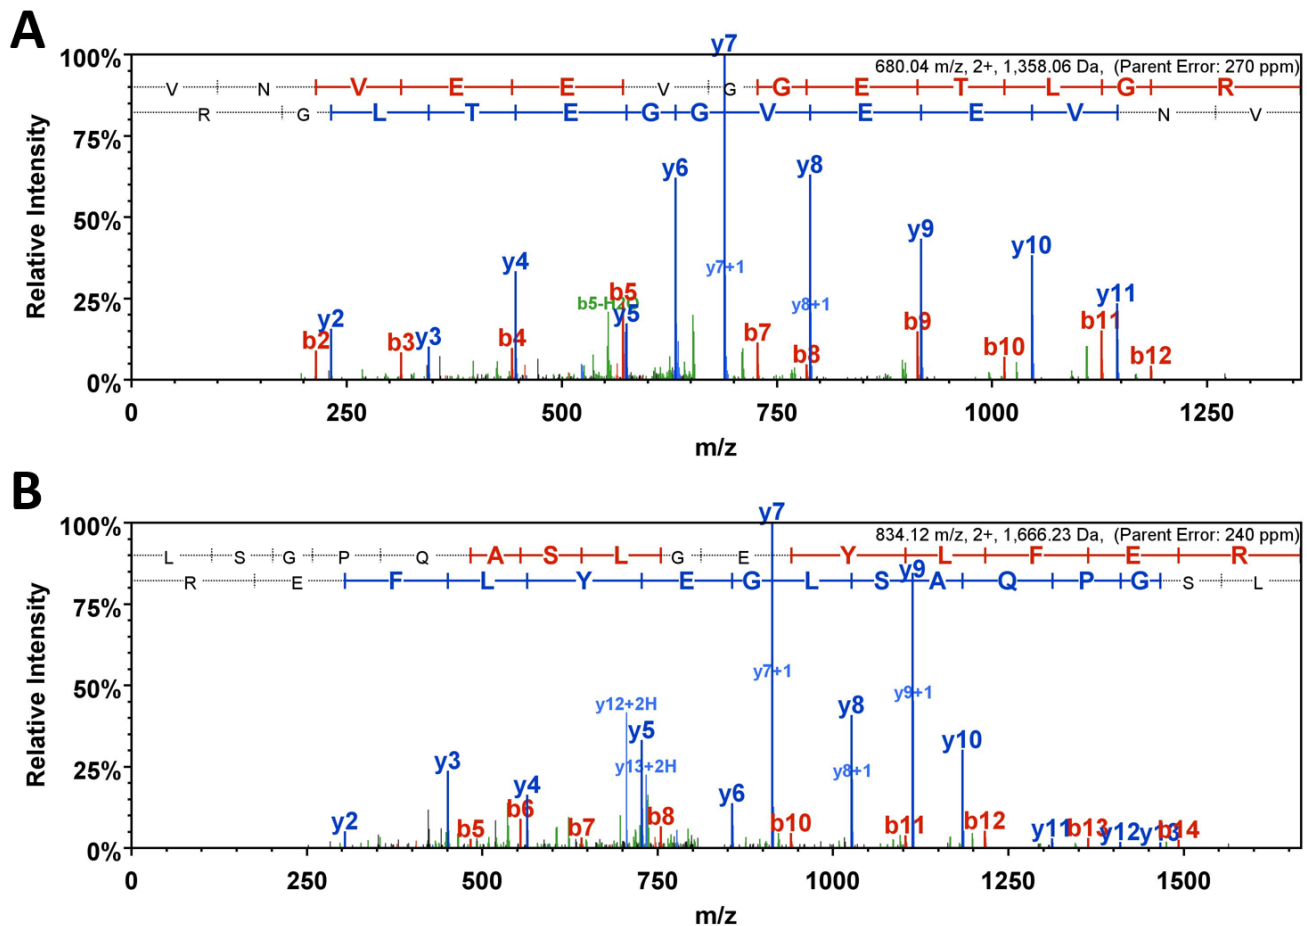 A
100%
75%
50%
25%
0%
Relative Intensity
680.04 m/z, 2+, 1,358.06 Da, (Parent Error: 270 ppm)
V N V E E V G G E T L G R
R G L T E G G V E E V N V
y7
y6
y8
y9
y10
y4
y7+1
y8+1
y11
b5
b5-H2O
y5
y2
b2
b3
y3
b4
b7
b8
b9
b10
b11
b12
0 250 500 750 1000 1250
m/z
B
100%
75%
50%
25%
0%
Relative Intensity
834.12 m/z, 2+, 1,666.23 Da, (Parent Error: 240 ppm)
L S G P Q A S L G E Y L F E R
R E F L Y E G L S A Q P G S L
y7
y9
y7+1
y9+1
y12+2H
y8
y5
y10
y3
y13+2H
y8+1
y4
y6
b6
y2
b5
b7
b8
b10
b11
b12
y11
b13
y12
y13
b14
0 250 500 750 1000 1250 1500
m/z